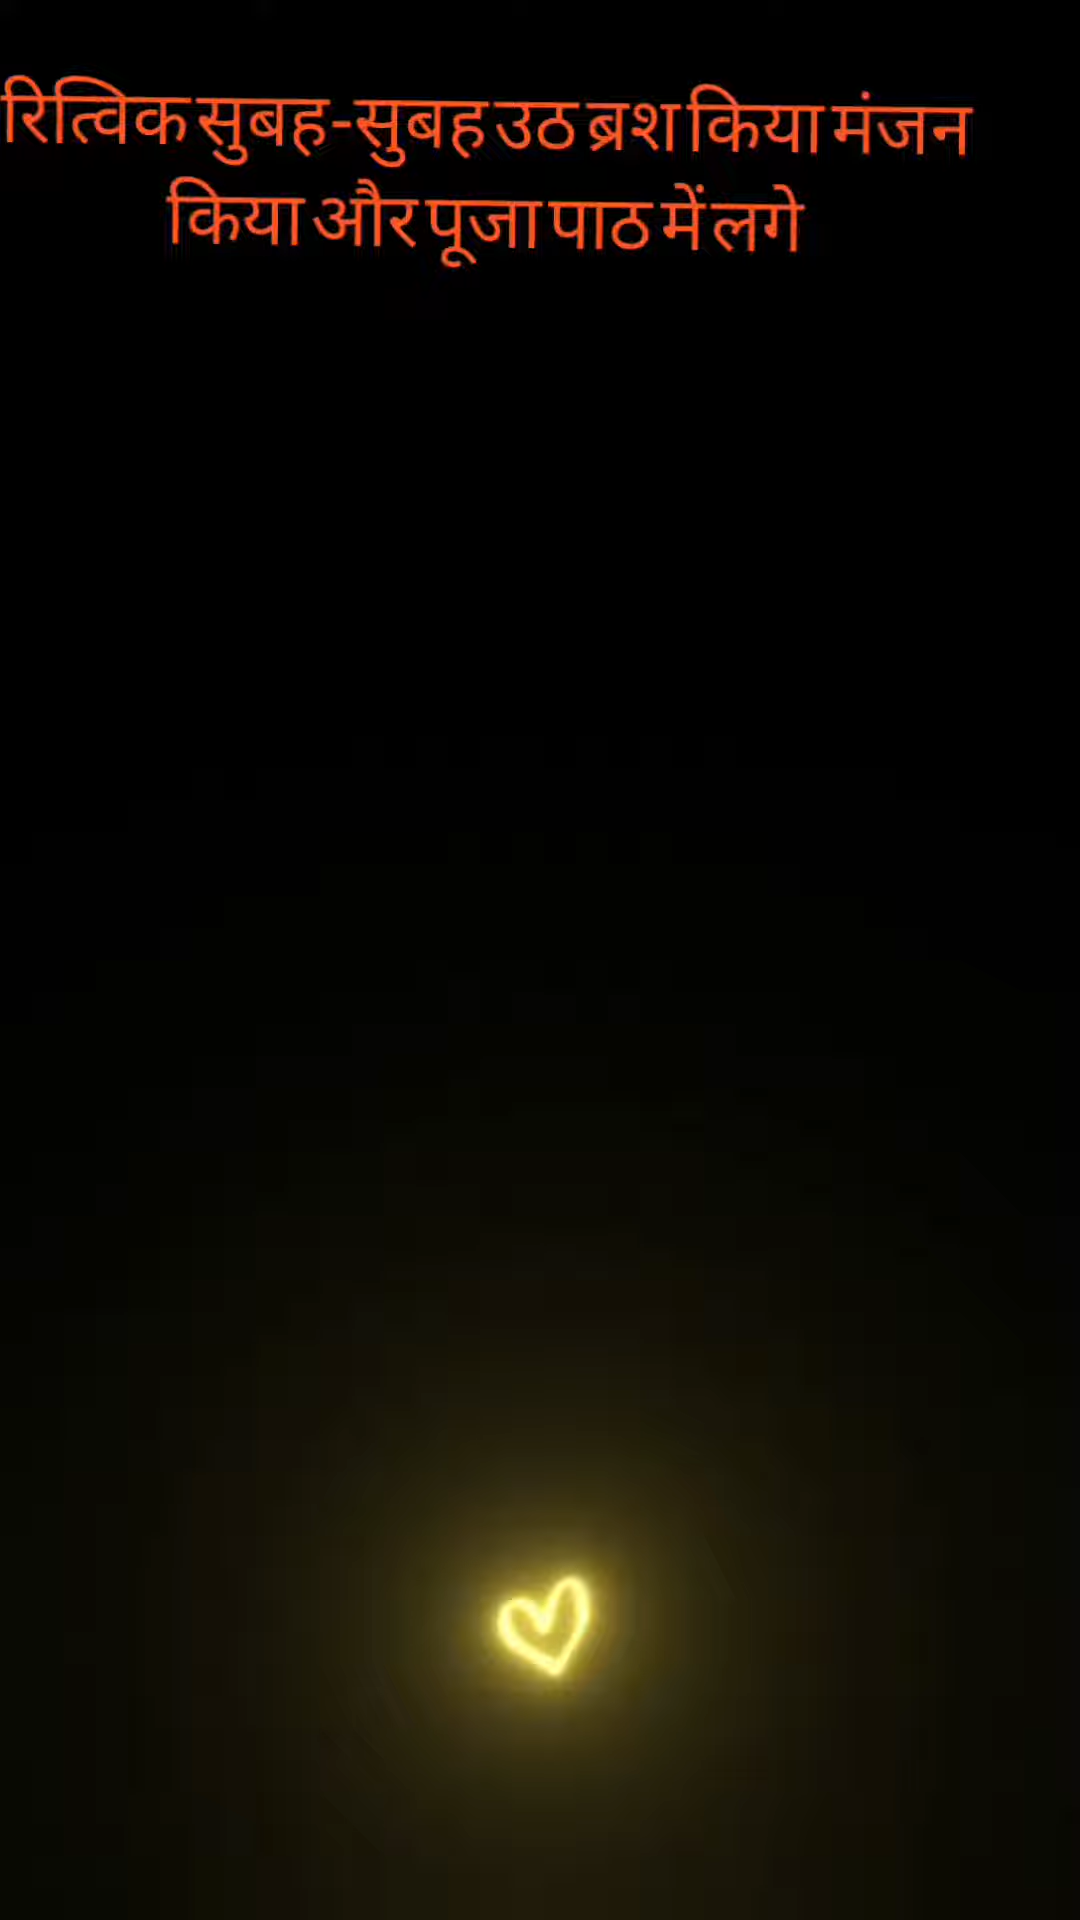 रित्विक सुबह-सुबह उठ ब्रश किया मंजन
किया और पूजा पाठ में लगे